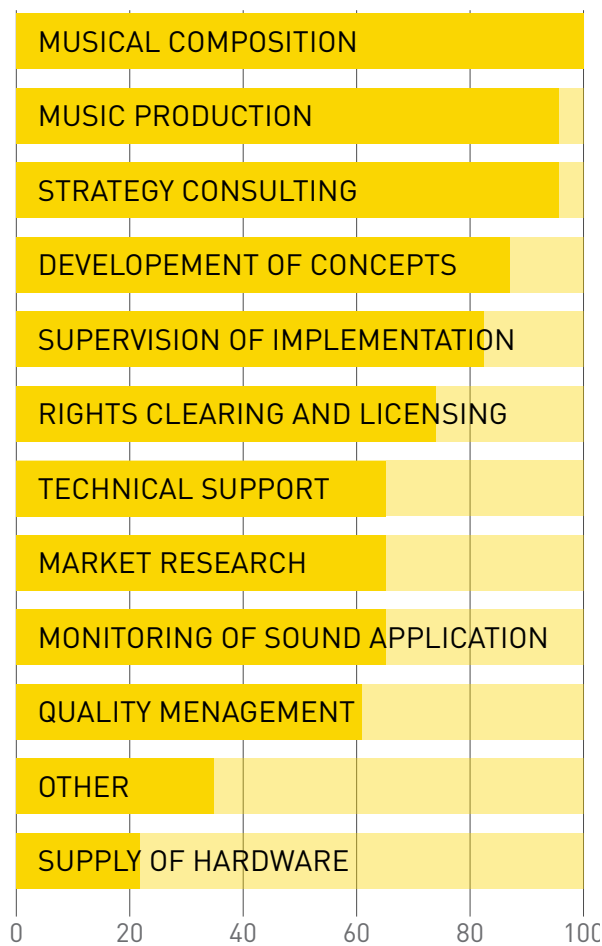 MUSICAL COMPOSITION
MUSIC PRODUCTION
STRATEGY CONSULTING
DEVELOPEMENT OF CONCEPTS
SUPERVISION OF IMPLEMENTATION
RIGHTS CLEARING AND LICENSING
TECHNICAL SUPPORT
MARKET RESEARCH
MONITORING OF SOUND APPLICATION
QUALITY MENAGEMENT
OTHER
SUPPLY OF HARDWARE
0 20 40 60 80 100